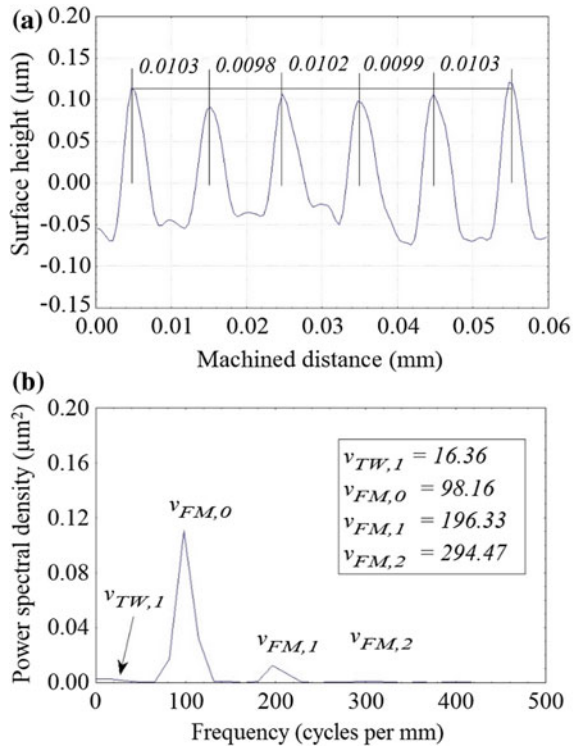 (a)
0.20
0.15
0.10
0.05
0.00
-0.05
-0.10
-0.15
Surface height (µm)
0.0103 0.0098 0.0102 0.0099 0.0103
0.00 0.01 0.02 0.03 0.04 0.05 0.06
Machined distance (mm)
(b)
0.20
0.16
0.12
0.08
0.04
0.00
Power spectral density (µm²)
v_TW,1 = 16.36
v_FM,0 = 98.16
v_FM,1 = 196.33
v_FM,2 = 294.47
v_FM,0
v_TW,1
v_FM,1
v_FM,2
0 100 200 300 400 500
Frequency (cycles per mm)